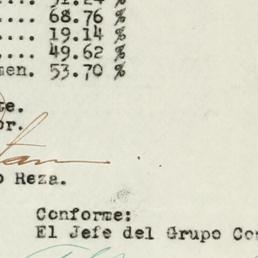 .... 68.76 %
.... 19.14 %
.... 49.62 %
men. 53.70 %
te.
or.
o Reza.
Conforme:
El Jefe del Grupo Co